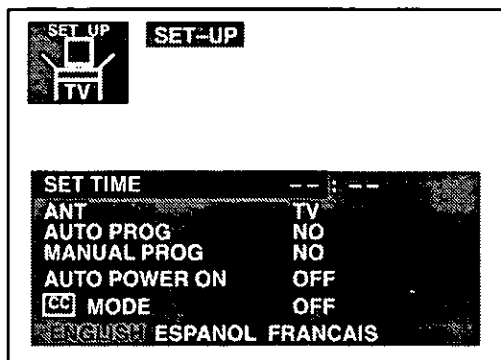 SET UP
TV
SET-UP
SET TIME -- : --
ANT TV
AUTO PROG NO
MANUAL PROG NO
AUTO POWER ON OFF
CC MODE OFF
ENGLISH ESPANOL FRANCAIS